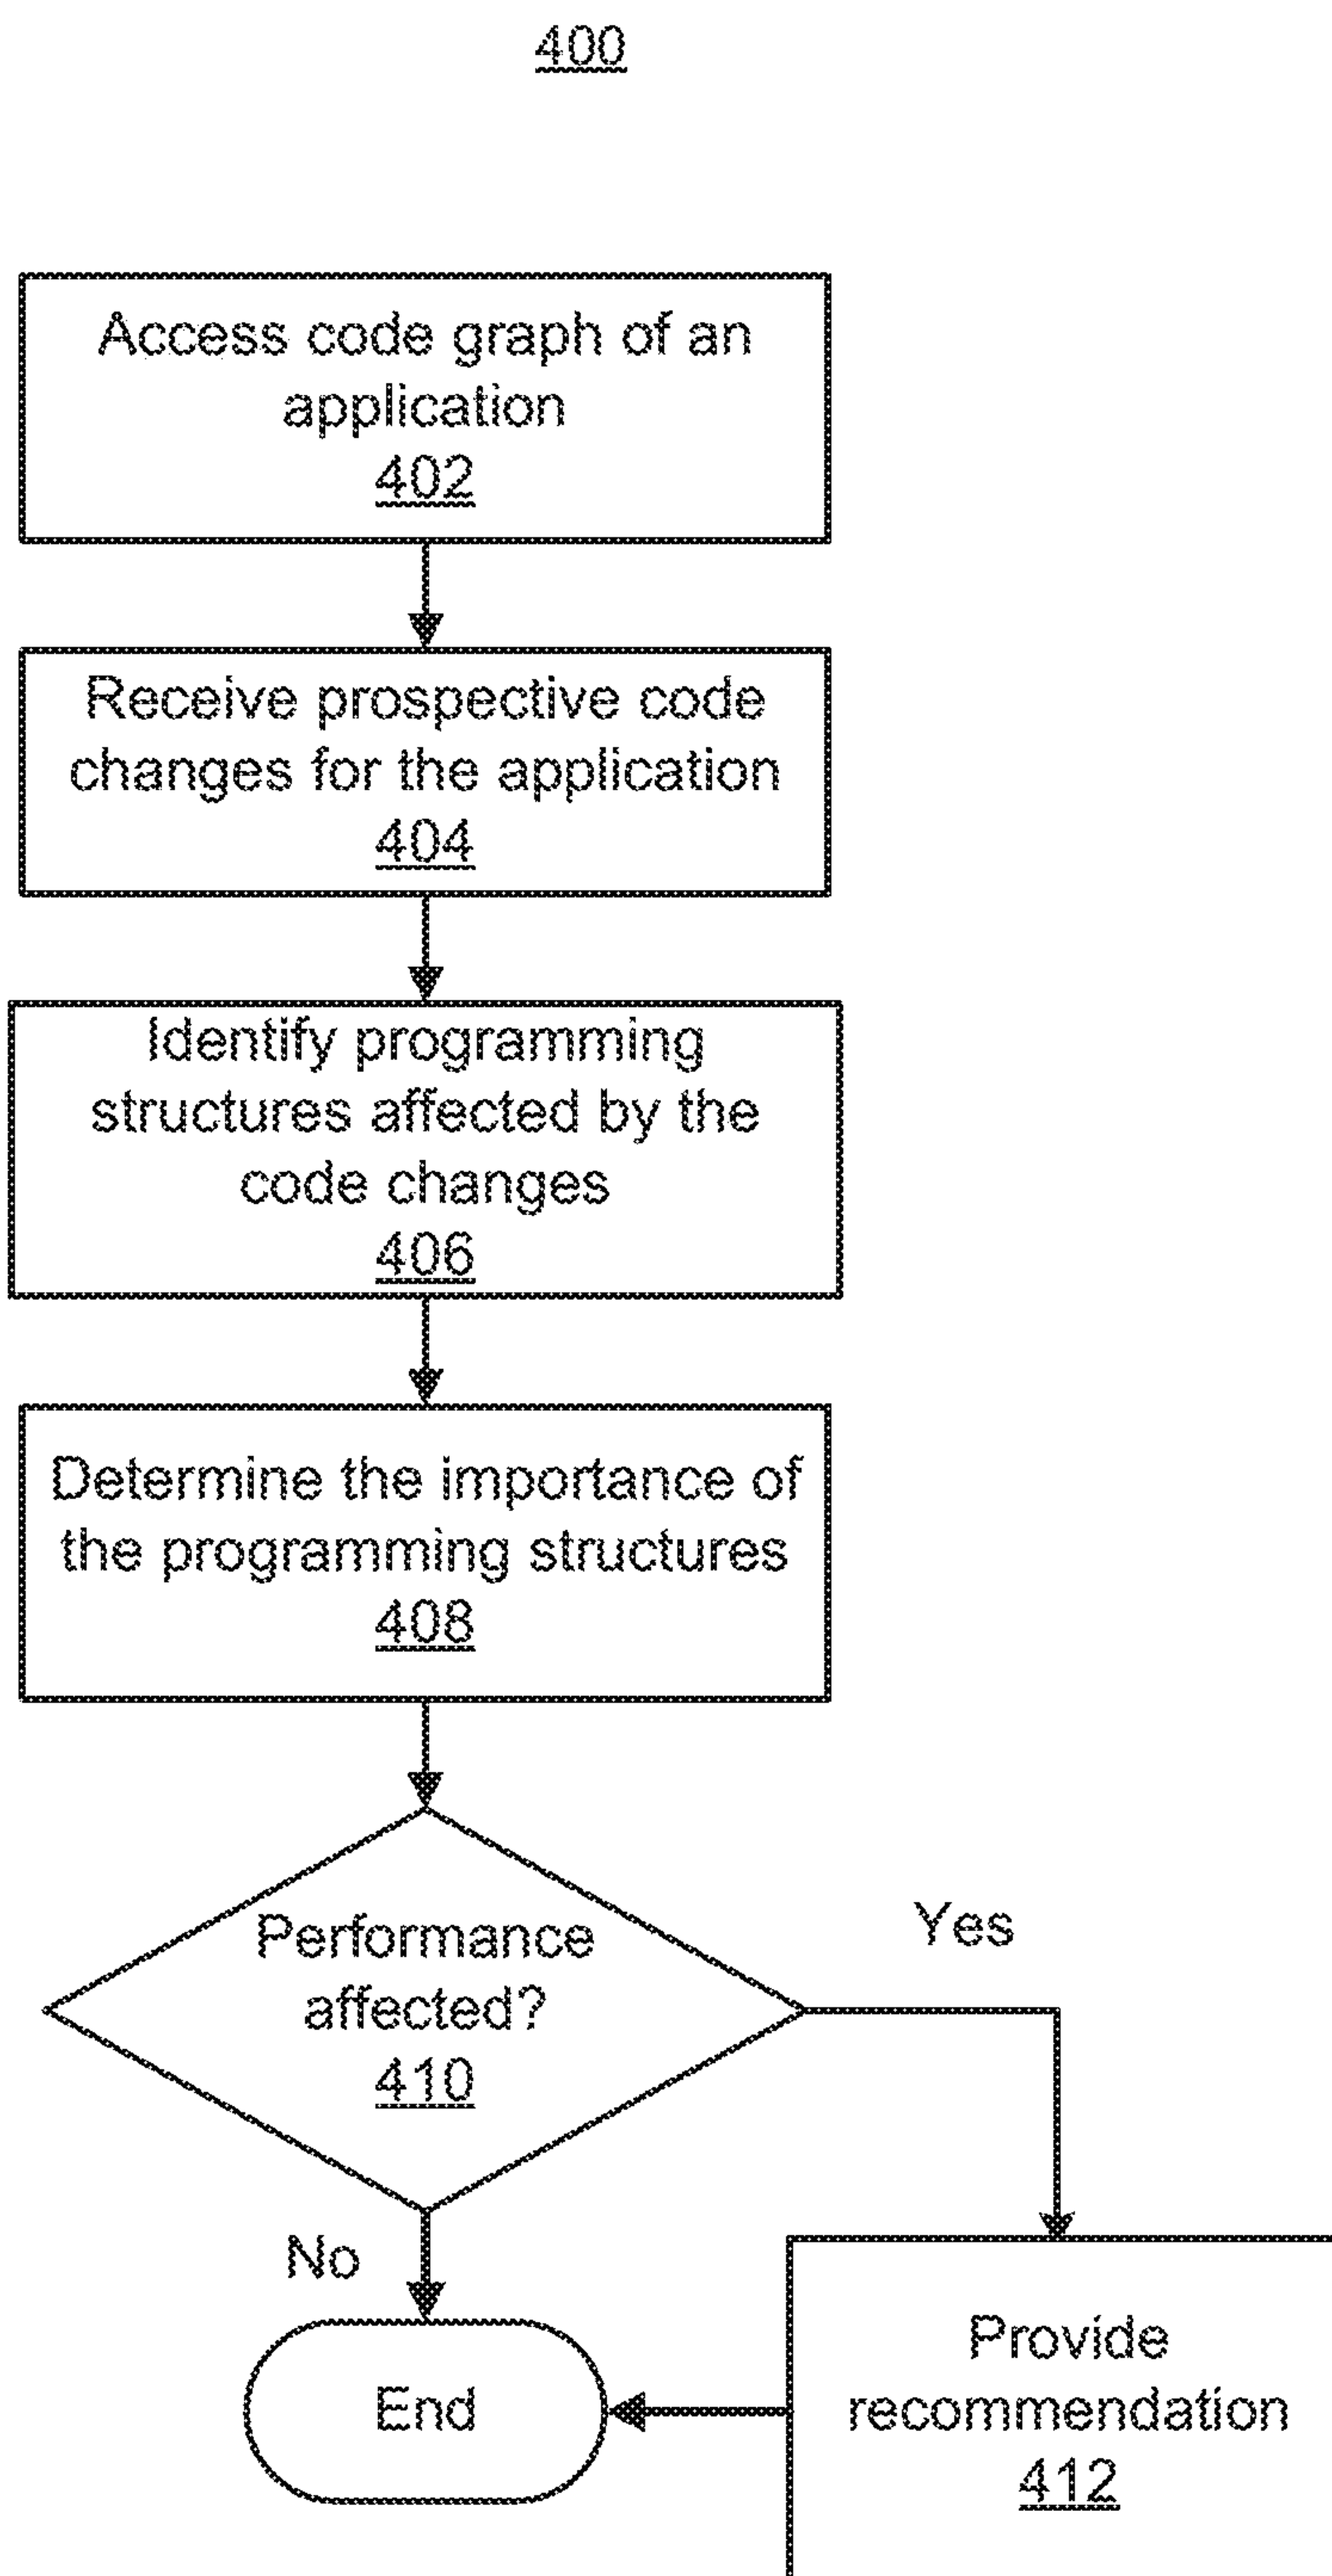 400
Access code graph of an
application
402
Receive prospective code
changes for the application
404
Identify programming
structures affected by the
code changes
406
Determine the importance of
the programming structures
408
Performance
affected?
410
Yes
No
End
Provide
recommendation
412